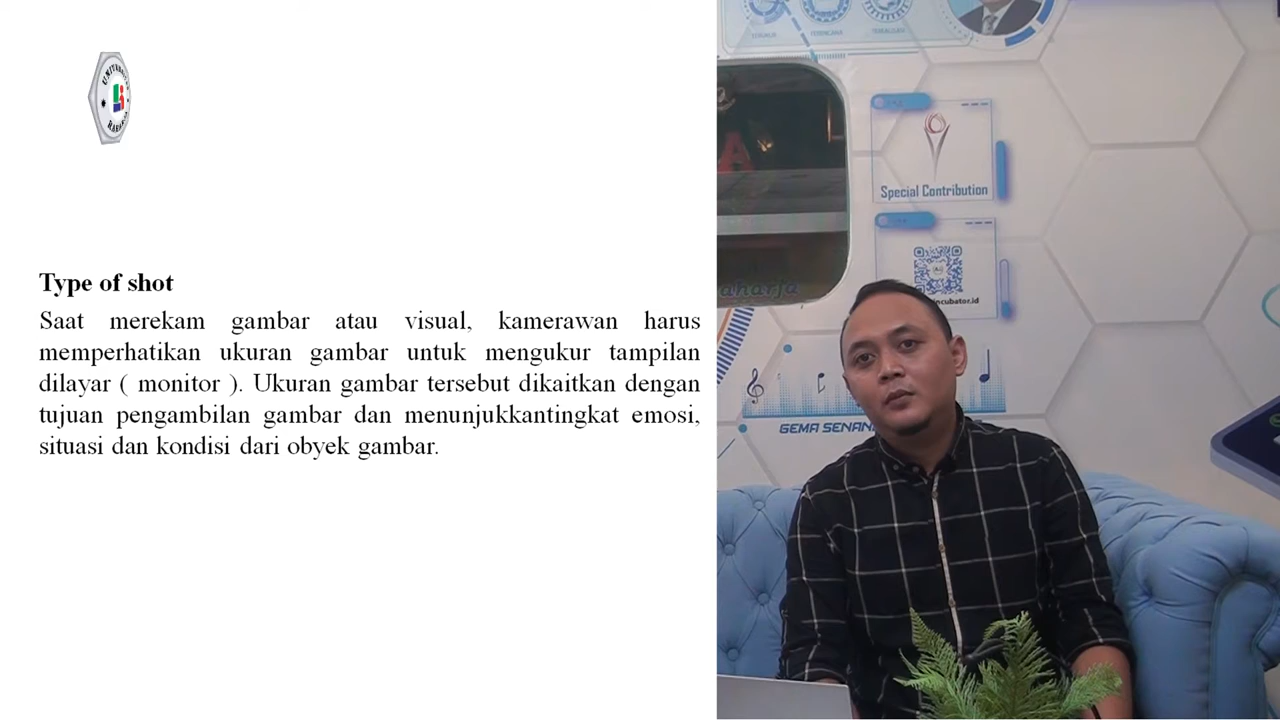 Type of shot
Saat merekam gambar atau visual, kamerawan harus
memperhatikan ukuran gambar untuk mengukur tampilan
dilayar ( monitor ). Ukuran gambar tersebut dikaitkan dengan
tujuan pengambilan gambar dan menunjukkantingkat emosi,
situasi dan kondisi dari obyek gambar.
Special Contribution
incubator.id
GEMA SENAN